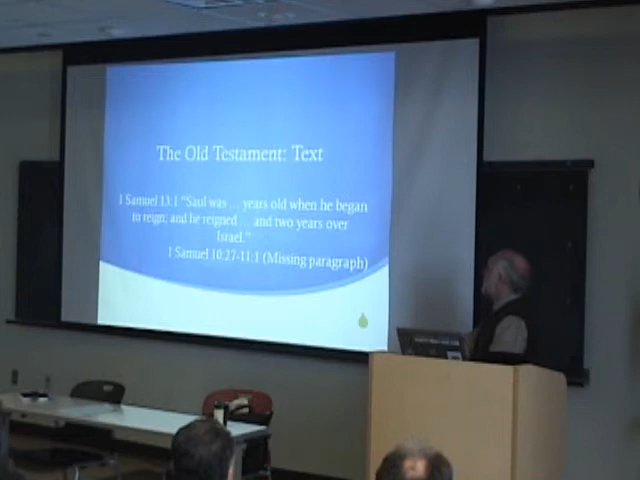 The Old Testament: Text
1 Samuel 13:1 "Saul was ... years old when he began
to reign; and he reigned ... and two years over
Israel."
1 Samuel 10:27-11:1 (Missing paragraph)